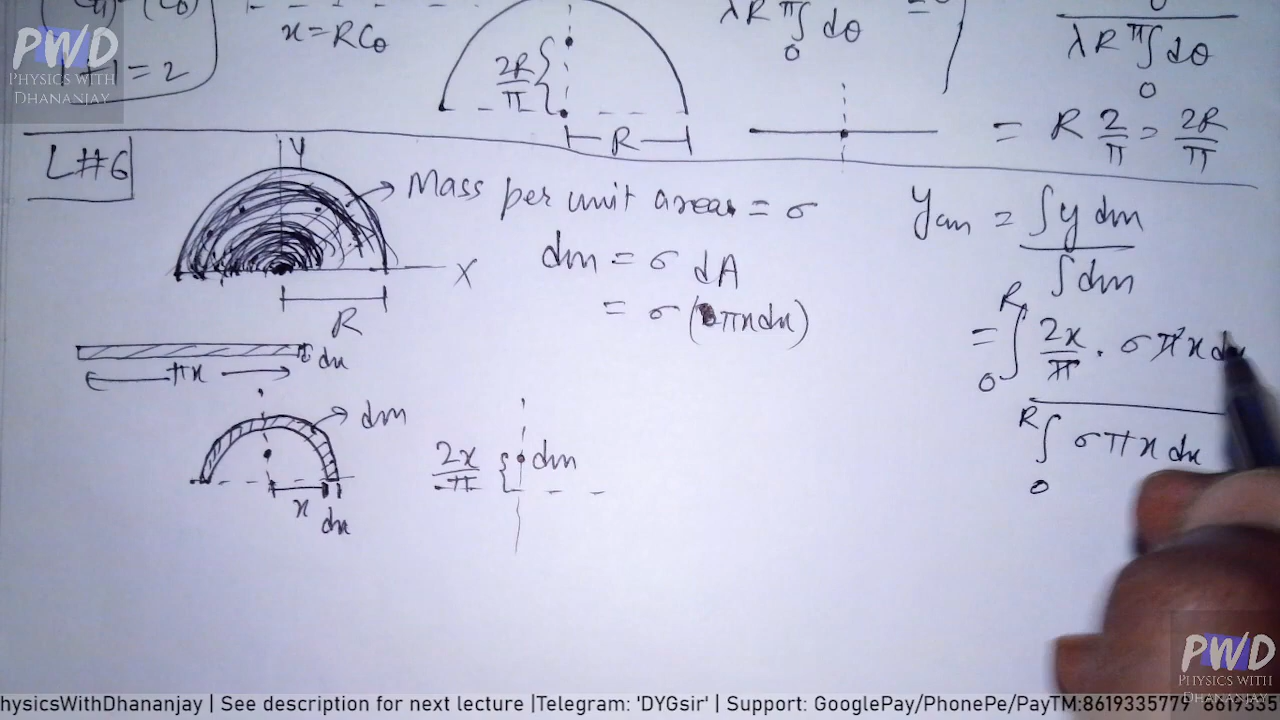 PWD
PHYSICS WITH
DHANANJAY
= 2
x = RCθ
2R/π
R
λR ∫ dθ
π
0
λR ∫ dθ
π
0
= R 2/π = 2R/π
L#6
Y
X
R
Mass per unit area = σ
dm = σ dA
= σ(πxdx)
Ycm = ∫y dm
∫dm
= ∫ 2x/π . σπx dx
R
0
∫ σπx dx
R
0
dx
πx
dm
x
dx
2x/π
dm
PWD
PHYSICS WITH
DHANANJAY
hysicsWithDhananjay | See description for next lecture |Telegram: 'DYGsir' | Support: GooglePay/PhonePe/PayTM:8619335779